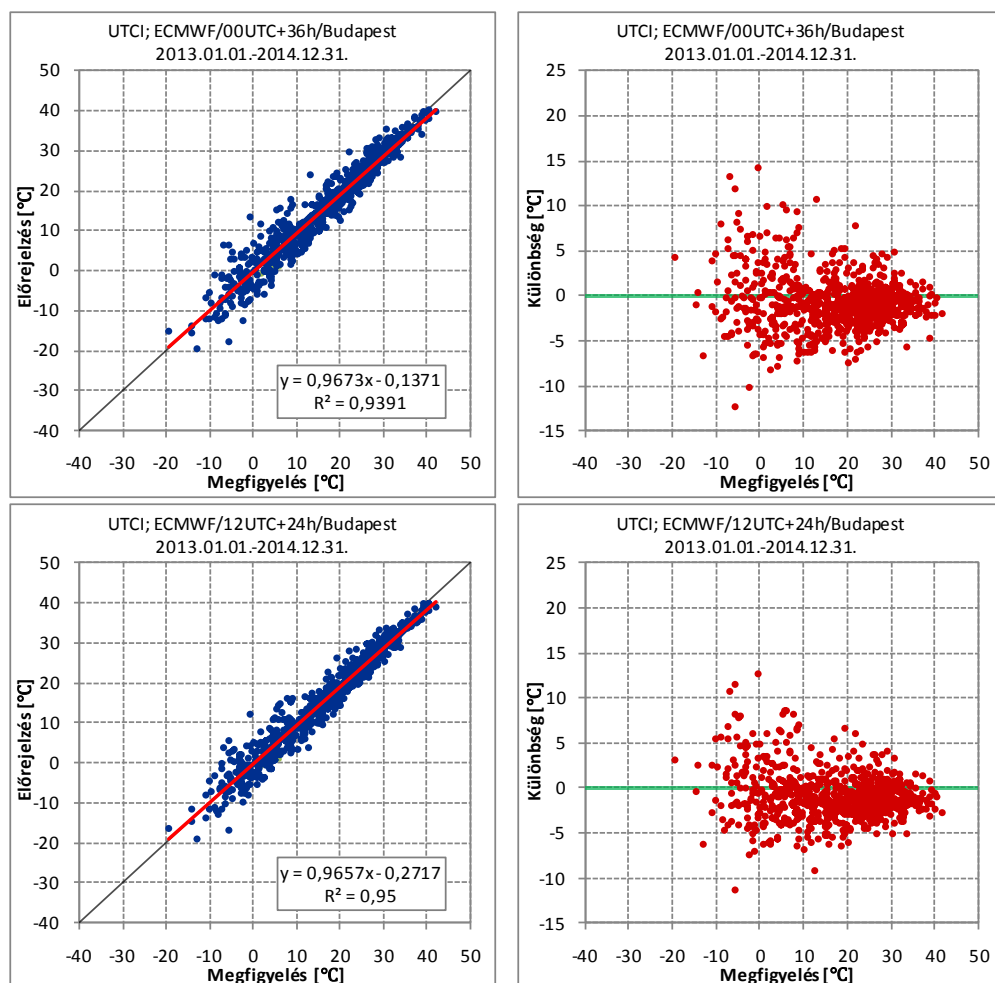 UTCI; ECMWF/00UTC+36h/Budapest
2013.01.01.-2014.12.31.
50
40
30
20
10
0
-10
-20
-30
-40
Előrejelzés [°C]
y = 0,9673x - 0,1371
R² = 0,9391
-40 -30 -20 -10 0 10 20 30 40 50
Megfigyelés [°C]
UTCI; ECMWF/00UTC+36h/Budapest
2013.01.01.-2014.12.31.
25
20
15
10
5
0
-5
-10
-15
Különbség [°C]
-40 -30 -20 -10 0 10 20 30 40 50
Megfigyelés [°C]
UTCI; ECMWF/12UTC+24h/Budapest
2013.01.01.-2014.12.31.
50
40
30
20
10
0
-10
-20
-30
-40
Előrejelzés [°C]
y = 0,9657x - 0,2717
R² = 0,95
-40 -30 -20 -10 0 10 20 30 40 50
Megfigyelés [°C]
UTCI; ECMWF/12UTC+24h/Budapest
2013.01.01.-2014.12.31.
25
20
15
10
5
0
-5
-10
-15
Különbség [°C]
-40 -30 -20 -10 0 10 20 30 40 50
Megfigyelés [°C]